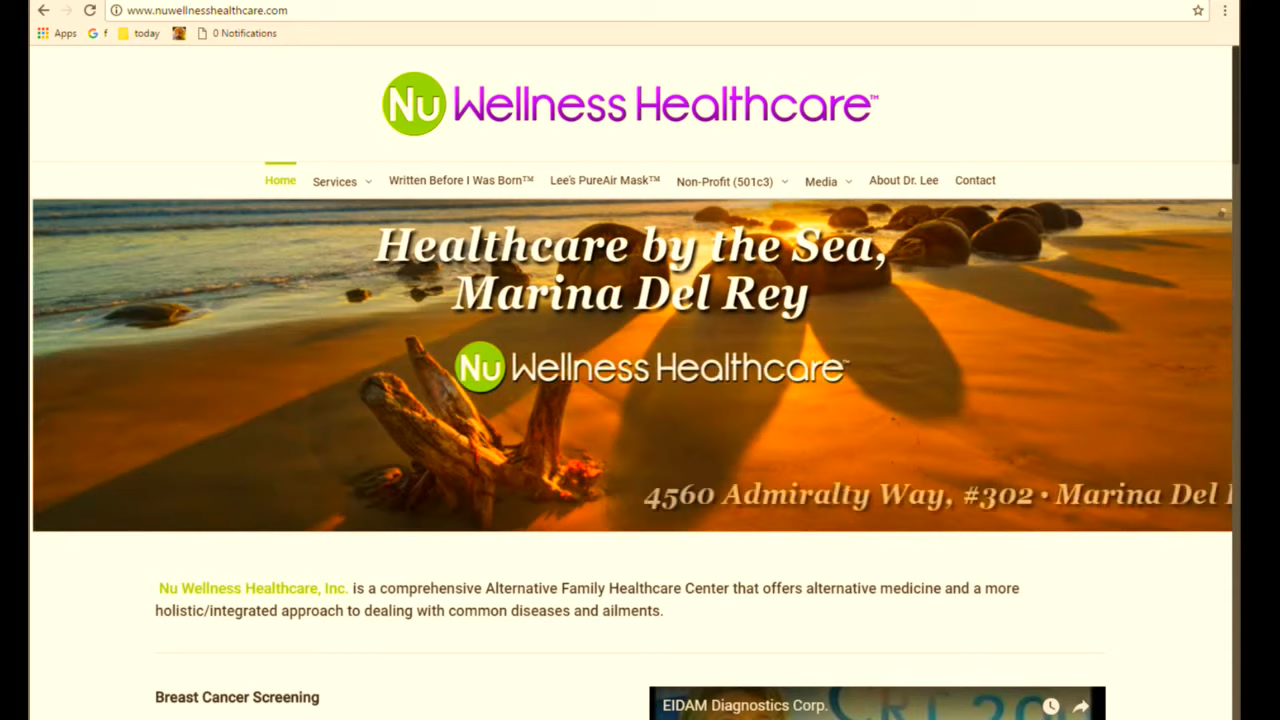 www.nuwellnesshealthcare.com
Apps G f today 0 Notifications
Nu Wellness Healthcare™
Home Services Written Before I Was Born™ Lee's PureAir Mask™ Non-Profit (501c3) Media About Dr. Lee Contact
Healthcare by the Sea,
Marina Del Rey
Nu Wellness Healthcare™
4560 Admiralty Way, #302 • Marina Del
Nu Wellness Healthcare, Inc. is a comprehensive Alternative Family Healthcare Center that offers alternative medicine and a more
holistic/integrated approach to dealing with common diseases and ailments.
Breast Cancer Screening
EIDAM Diagnostics Corp.